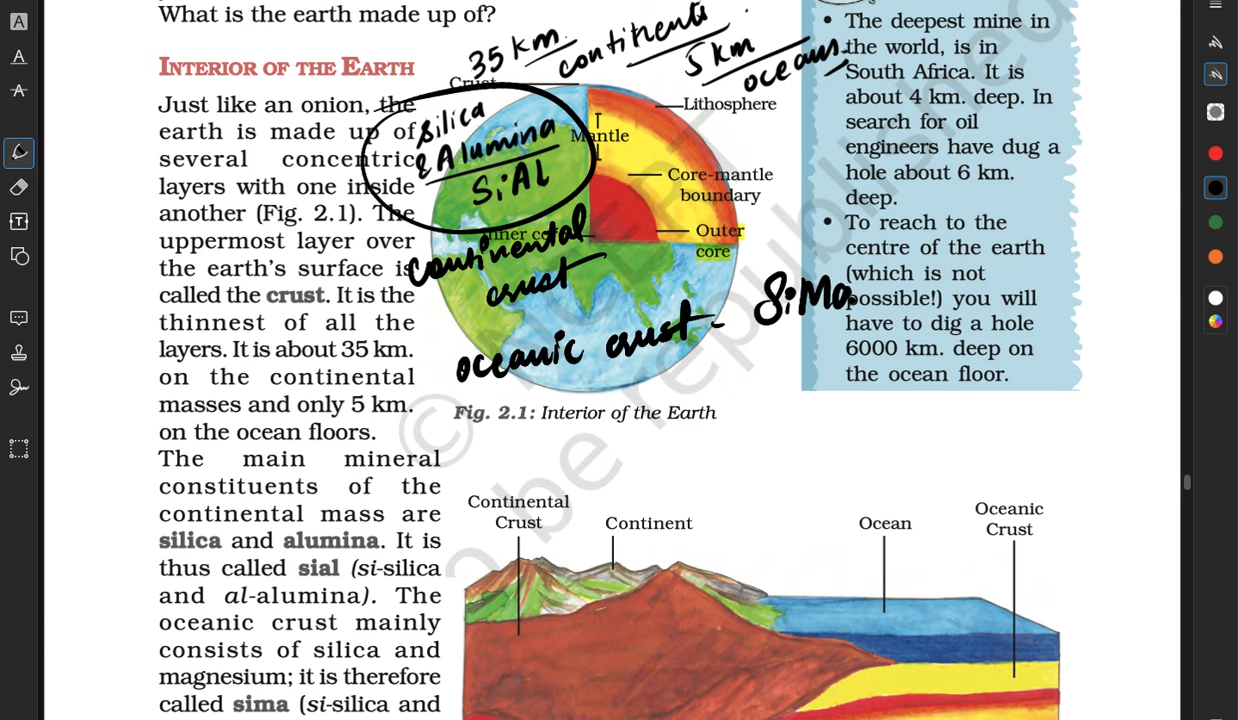 What is the earth made up of?
INTERIOR OF THE EARTH
Just like an onion, the
earth is made up of
several concentric
layers with one inside
another (Fig. 2.1). The
uppermost layer over
the earth's surface is
called the crust. It is the
thinnest of all the
layers. It is about 35 km.
on the continental
masses and only 5 km.
on the ocean floors.
The main mineral
constituents of the
continental mass are
silica and alumina. It is
thus called sial (si-silica
and al-alumina). The
oceanic crust mainly
consists of silica and
magnesium; it is therefore
called sima (si-silica and
35 km
continents
5 km
oceans
Crust
Silica
& Alumina
SiAl
Lithosphere
Mantle
Core-mantle
boundary
Outer
core
continental
crust
oceanic crust - SiMa
Fig. 2.1: Interior of the Earth
• The deepest mine in
the world, is in
South Africa. It is
about 4 km. deep. In
search for oil
engineers have dug a
hole about 6 km.
deep.
• To reach to the
centre of the earth
(which is not
possible!) you will
have to dig a hole
6000 km. deep on
the ocean floor.
Continental
Crust
Continent
Ocean
Oceanic
Crust
© NCERT
be republished